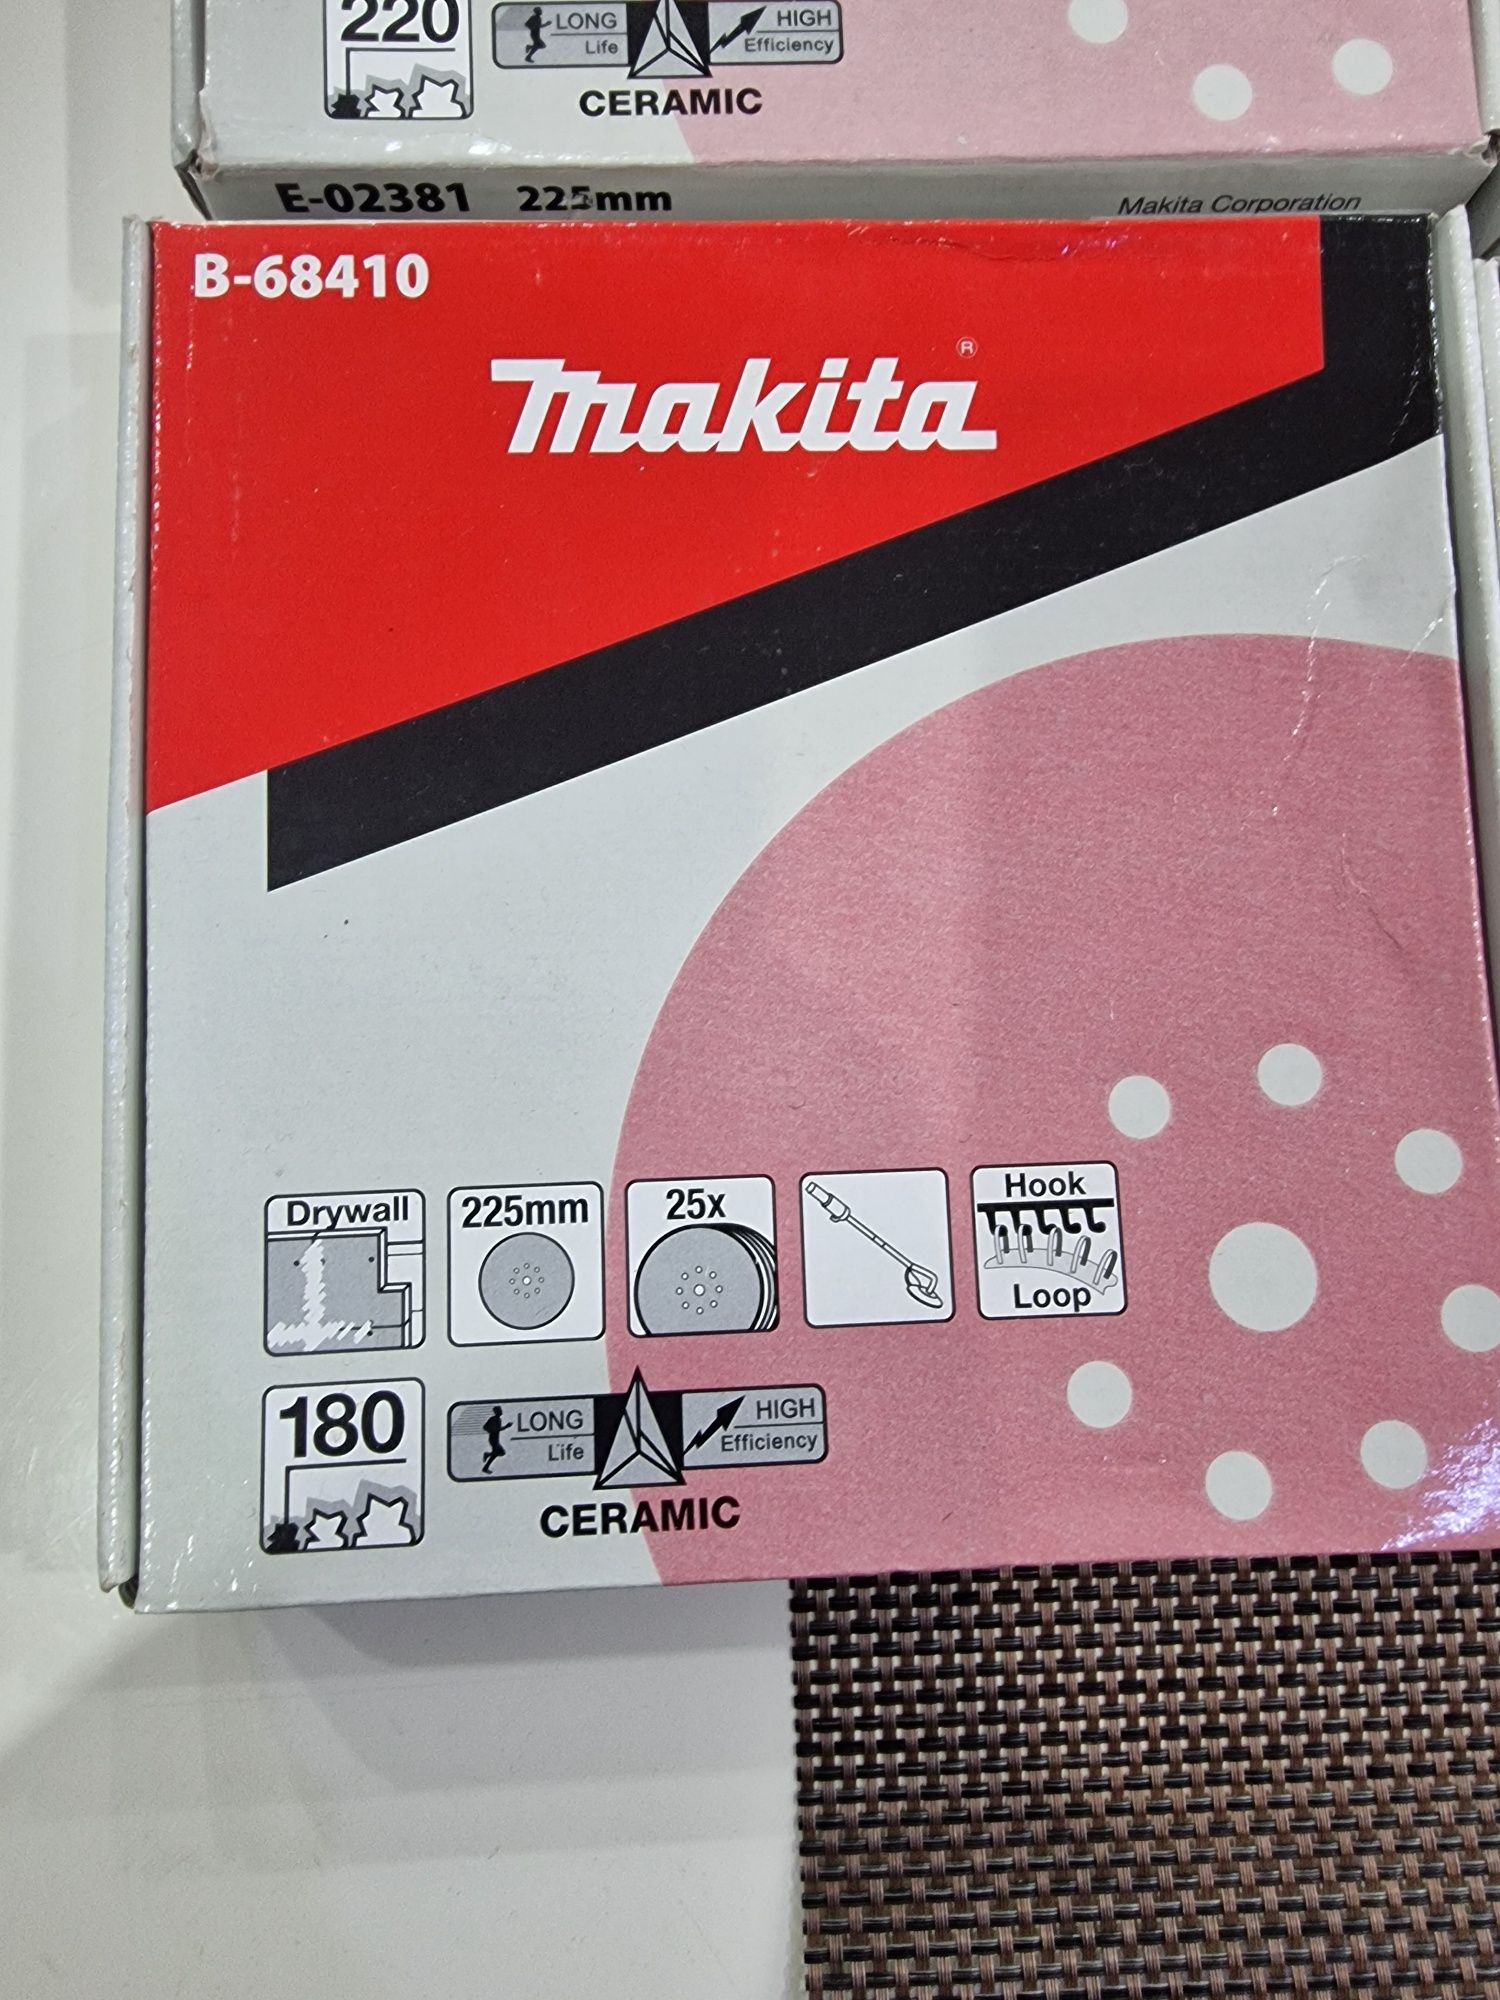 220
LONG
Life
HIGH
Efficiency
CERAMIC
E-02381 225mm
Makita Corporation
B-68410
makita®
Drywall
225mm
25x
Hook
Loop
180
LONG
Life
HIGH
Efficiency
CERAMIC